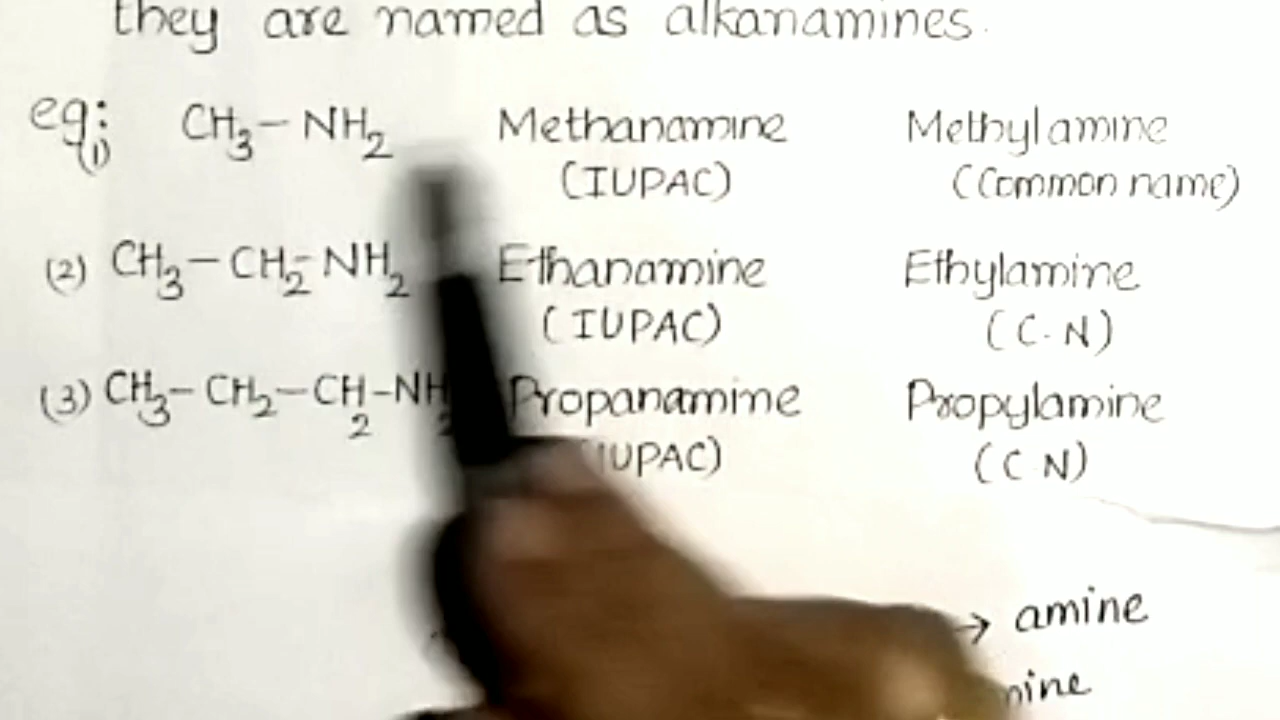 they are named as alkanamines.
eg:
(1) CH3 – NH2 Methanamine Methylamine
(IUPAC) (Common name)
(2) CH3 – CH2 – NH2 Ethanamine Ethylamine
(IUPAC) (C.N)
(3) CH3 – CH2 – CH2 – NH2 Propanamine Propylamine
(IUPAC) (C N)
→ amine